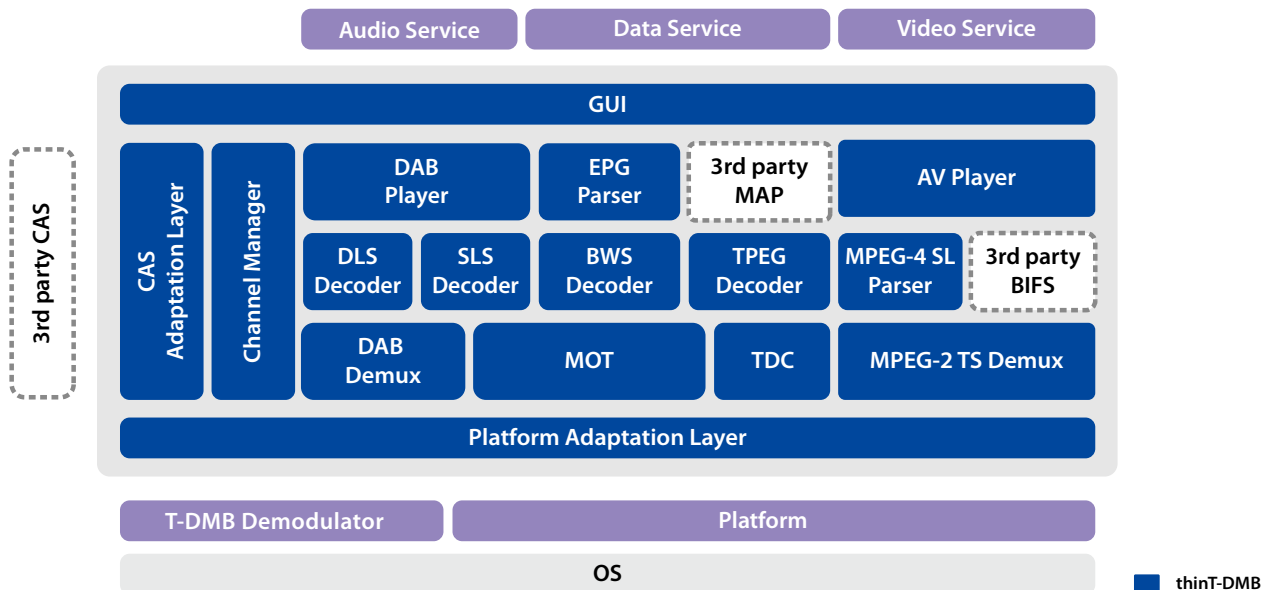 Audio Service
Data Service
Video Service
GUI
3rd party CAS
CAS
Adaptation Layer
Channel Manager
DAB
Player
EPG
Parser
3rd party
MAP
AV Player
DLS
Decoder
SLS
Decoder
BWS
Decoder
TPEG
Decoder
MPEG-4 SL
Parser
3rd party
BIFS
DAB
Demux
MOT
TDC
MPEG-2 TS Demux
Platform Adaptation Layer
T-DMB Demodulator
Platform
OS
thinT-DMB